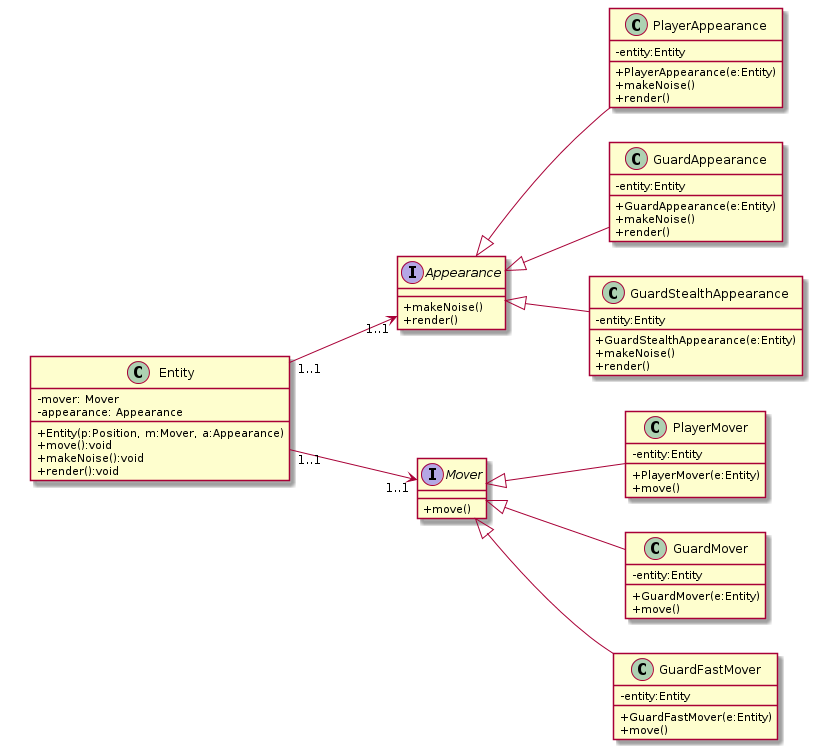 C PlayerAppearance
-entity:Entity
+PlayerAppearance(e:Entity)
+makeNoise()
+render()
C GuardAppearance
-entity:Entity
+GuardAppearance(e:Entity)
+makeNoise()
+render()
I Appearance
+makeNoise()
+render()
C GuardStealthAppearance
-entity:Entity
+GuardStealthAppearance(e:Entity)
+makeNoise()
+render()
1..1
1..1
C Entity
-mover: Mover
-appearance: Appearance
+Entity(p:Position, m:Mover, a:Appearance)
+move():void
+makeNoise():void
+render():void
1..1
1..1
I Mover
+move()
C PlayerMover
-entity:Entity
+PlayerMover(e:Entity)
+move()
C GuardMover
-entity:Entity
+GuardMover(e:Entity)
+move()
C GuardFastMover
-entity:Entity
+GuardFastMover(e:Entity)
+move()